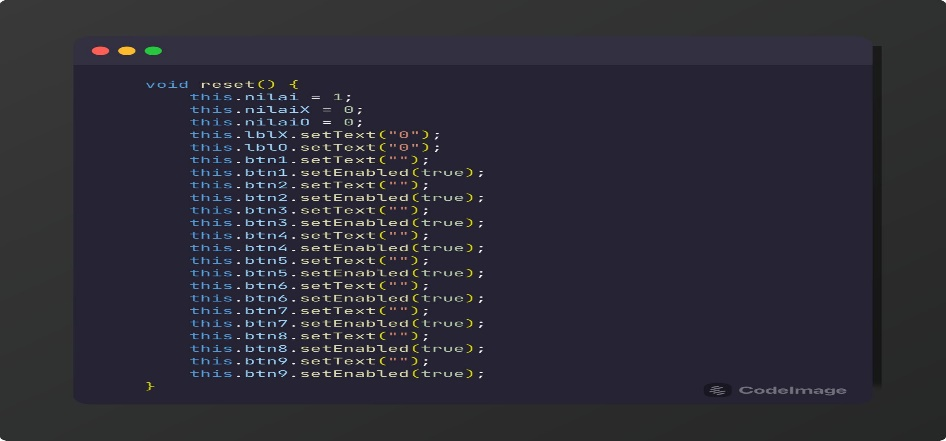 void reset() {
this.nilai = 1;
this.nilaiX = 0;
this.nilaiO = 0;
this.lblX.setText("0");
this.lblO.setText("0");
this.btn1.setText("");
this.btn1.setEnabled(true);
this.btn2.setText("");
this.btn2.setEnabled(true);
this.btn3.setText("");
this.btn3.setEnabled(true);
this.btn4.setText("");
this.btn4.setEnabled(true);
this.btn5.setText("");
this.btn5.setEnabled(true);
this.btn6.setText("");
this.btn6.setEnabled(true);
this.btn7.setText("");
this.btn7.setEnabled(true);
this.btn8.setText("");
this.btn8.setEnabled(true);
this.btn9.setText("");
this.btn9.setEnabled(true);
}
CodeImage